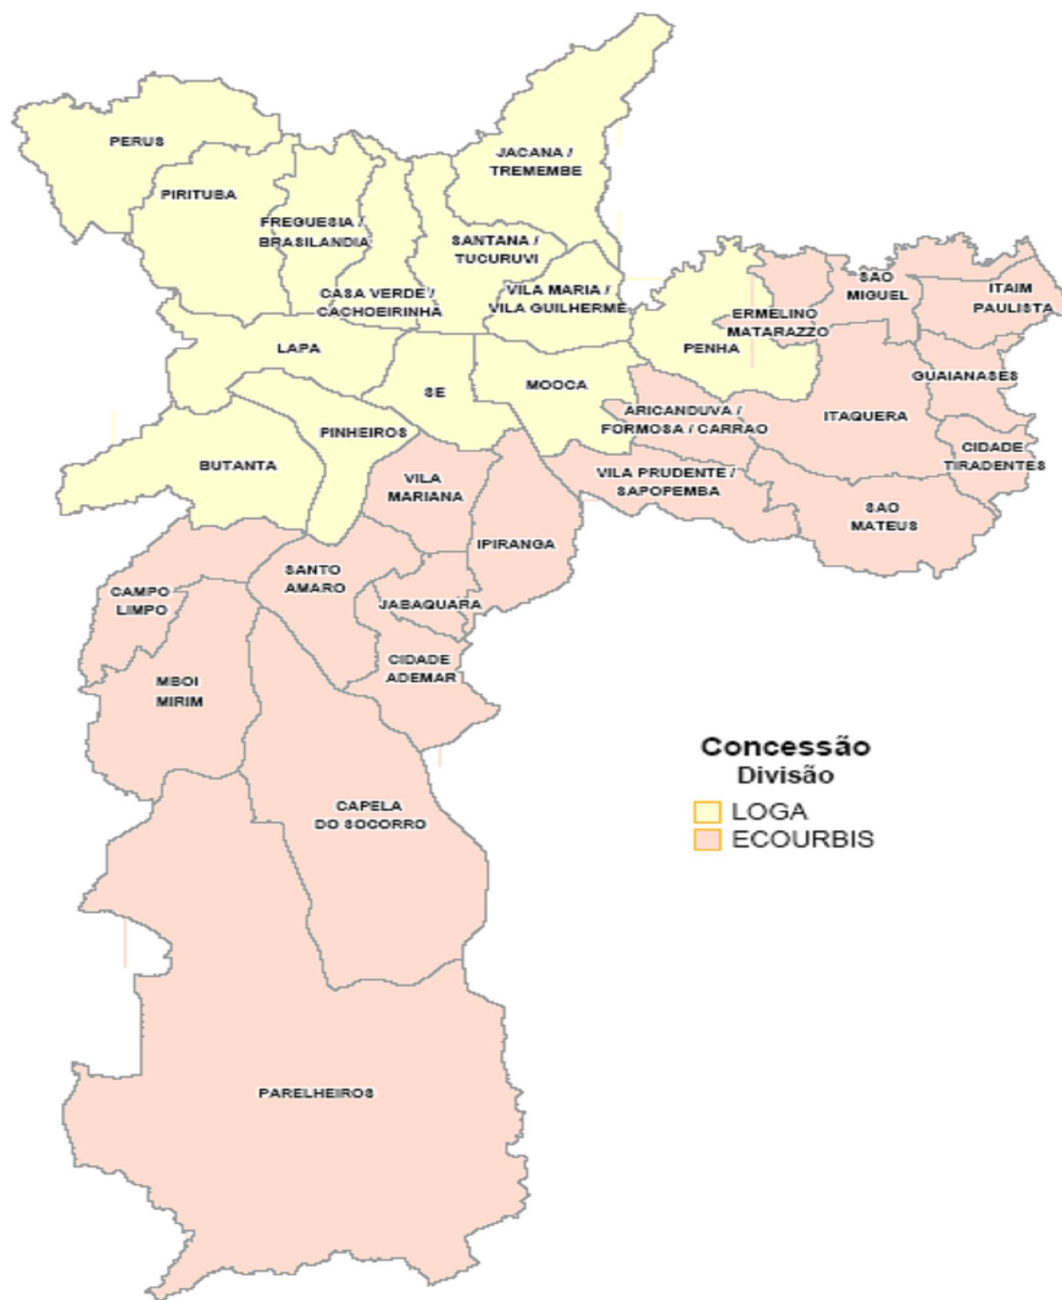 PERUS
JACANA /
TREMEMBE
PIRITUBA
FREGUESIA /
BRASILANDIA
SANTANA /
TUCURUVI
CASA VERDE /
CACHOEIRINHA
VILA MARIA /
VILA GUILHERME
SAO
MIGUEL
ITAIM
PAULISTA
ERMELINO
MATARAZZO
LAPA
PENHA
SE
MOOCA
GUAIANASES
ARICANDUVA /
FORMOSA / CARRAO
ITAQUERA
PINHEIROS
BUTANTA
VILA
MARIANA
VILA PRUDENTE /
SAPOPEMBA
CIDADE
TIRADENTES
SAO
MATEUS
IPIRANGA
SANTO
AMARO
CAMPO
LIMPO
JABAQUARA
CIDADE
ADEMAR
MBOI
MIRIM
CAPELA
DO SOCORRO
PARELHEIROS
Concessão
Divisão
LOGA
ECOURBIS